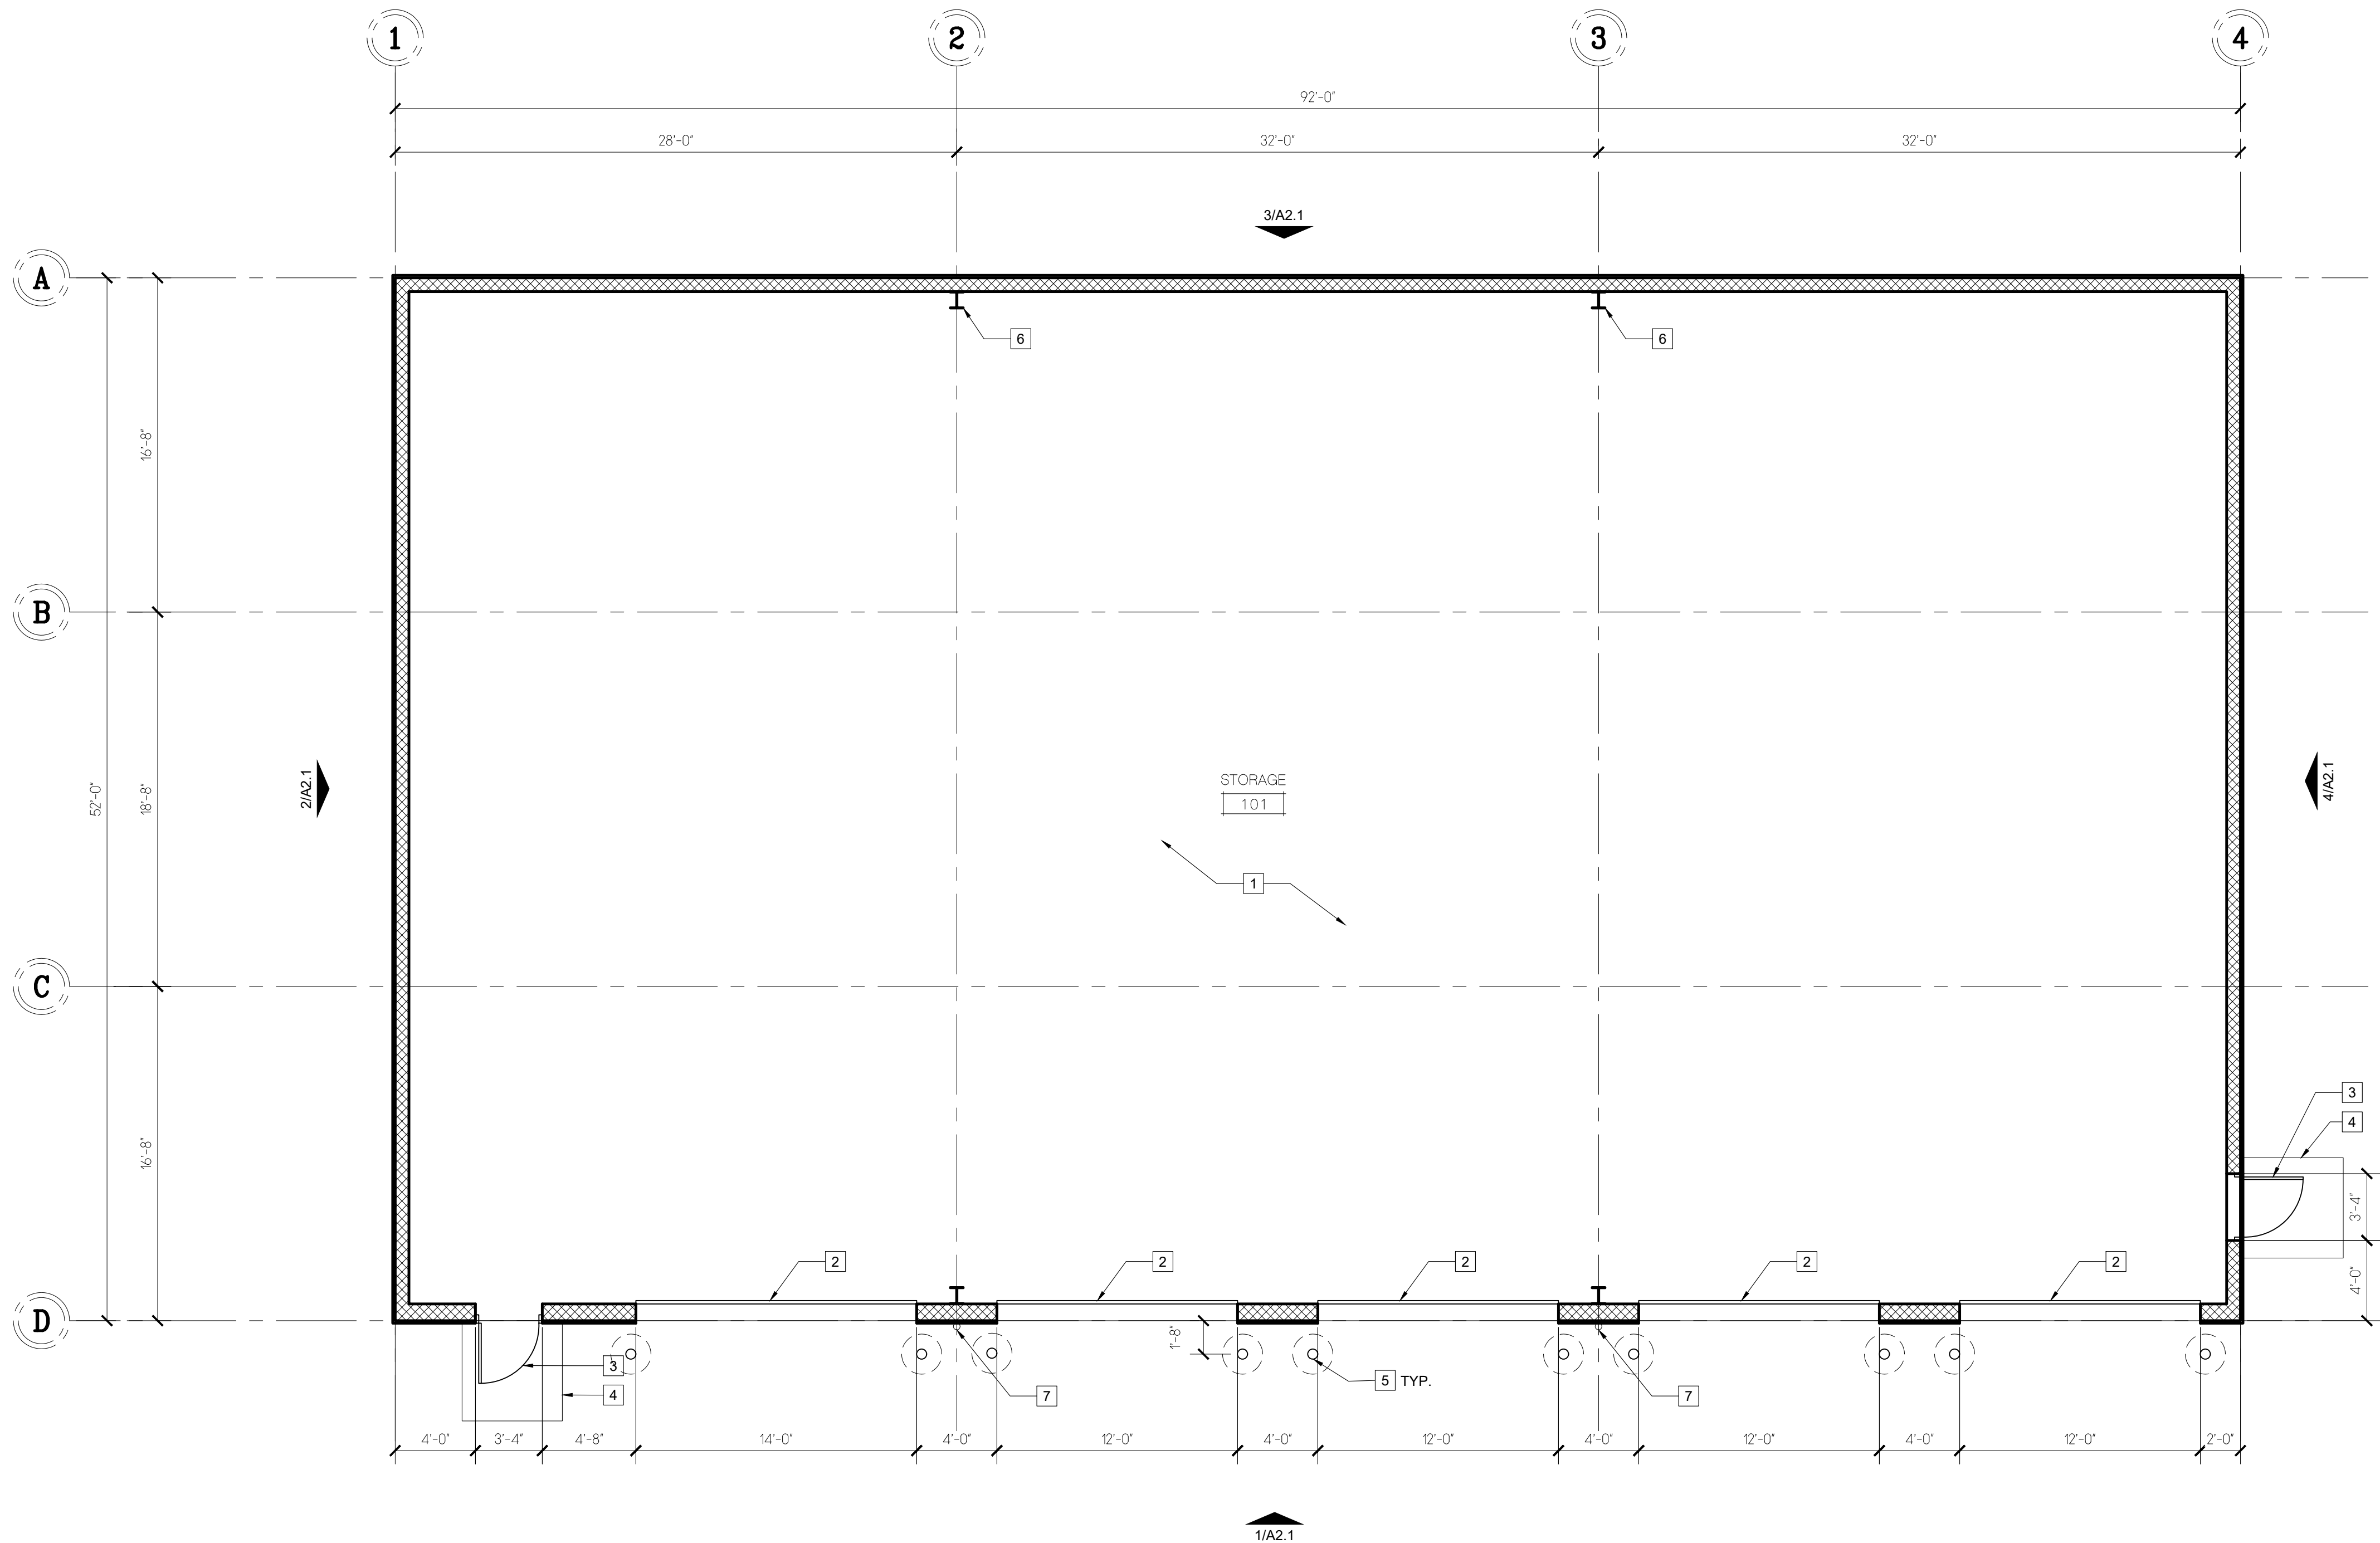 1 2 3 4
92'-0"
28'-0" 32'-0" 32'-0"
3/A2.1
A
6 6
16'-8"
B
52'-0"
18'-8"
2/A2.1
STORAGE
101
4/A2.1
1
C
16'-8"
3
4
3'-4"
4'-0"
2 2 2 2 2
D
1'-8"
3
4
7
5 TYP.
7
4'-0" 3'-4" 4'-8" 14'-0" 4'-0" 12'-0" 4'-0" 12'-0" 4'-0" 12'-0" 4'-0" 12'-0" 2'-0"
1/A2.1